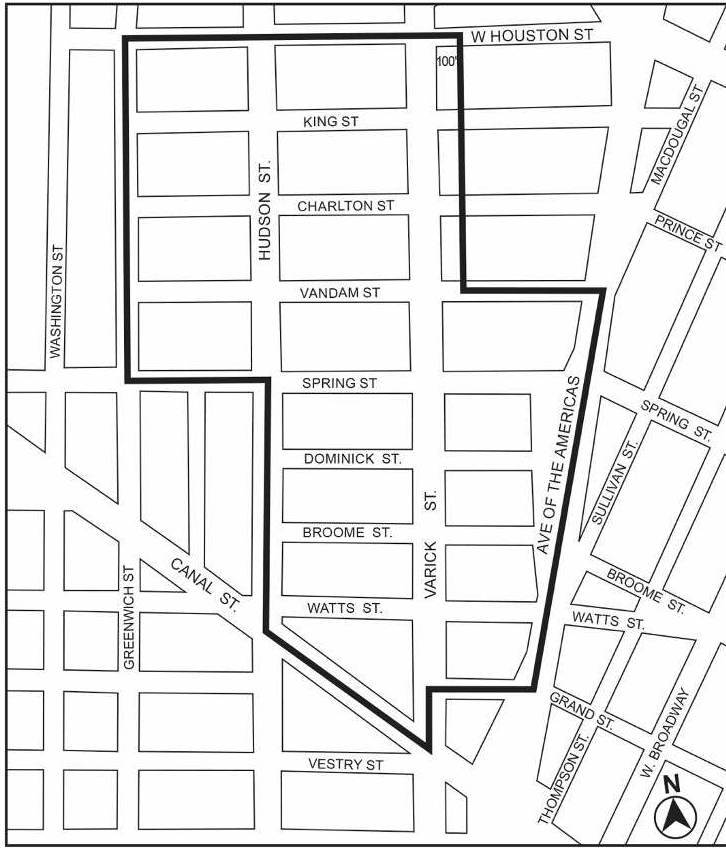 W HOUSTON ST
100'
KING ST
MACDOUGAL ST
HUDSON ST.
CHARLTON ST
PRINCE ST
WASHINGTON ST
VANDAM ST
SPRING ST
AVE OF THE AMERICAS
SPRING ST.
DOMINICK ST.
SULLIVAN ST.
VARICK ST.
BROOME ST.
CANAL ST.
GREENWICH ST
BROOME ST.
WATTS ST.
WATTS ST.
GRAND ST.
W. BROADWAY
THOMPSON ST.
VESTRY ST
N